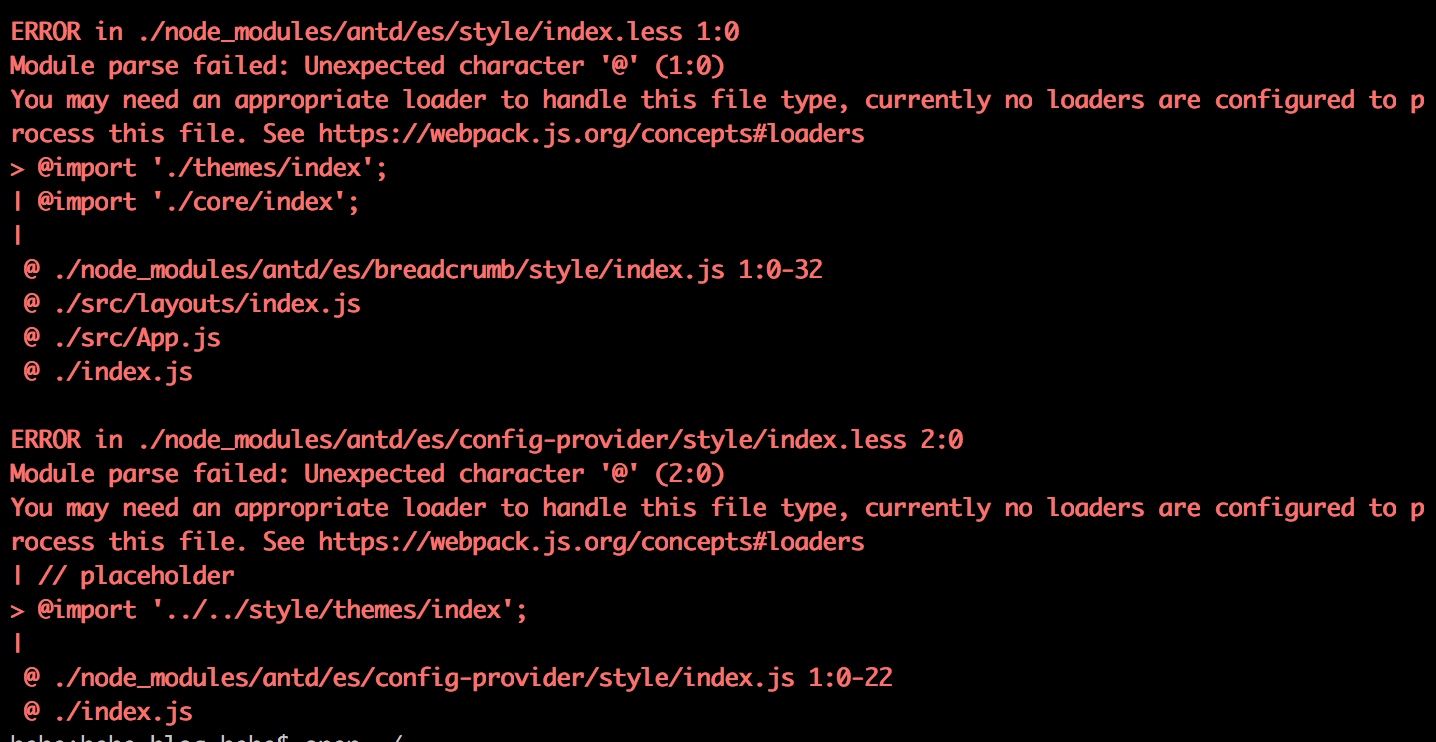 ERROR in ./node_modules/antd/es/style/index.less 1:0
Module parse failed: Unexpected character '@' (1:0)
You may need an appropriate loader to handle this file type, currently no loaders are configured to p
rocess this file. See https://webpack.js.org/concepts#loaders
> @import './themes/index';
| @import './core/index';
|
 @ ./node_modules/antd/es/breadcrumb/style/index.js 1:0-32
 @ ./src/layouts/index.js
 @ ./src/App.js
 @ ./index.js

ERROR in ./node_modules/antd/es/config-provider/style/index.less 2:0
Module parse failed: Unexpected character '@' (2:0)
You may need an appropriate loader to handle this file type, currently no loaders are configured to p
rocess this file. See https://webpack.js.org/concepts#loaders
| // placeholder
> @import '../../style/themes/index';
|
 @ ./node_modules/antd/es/config-provider/style/index.js 1:0-22
 @ ./index.js